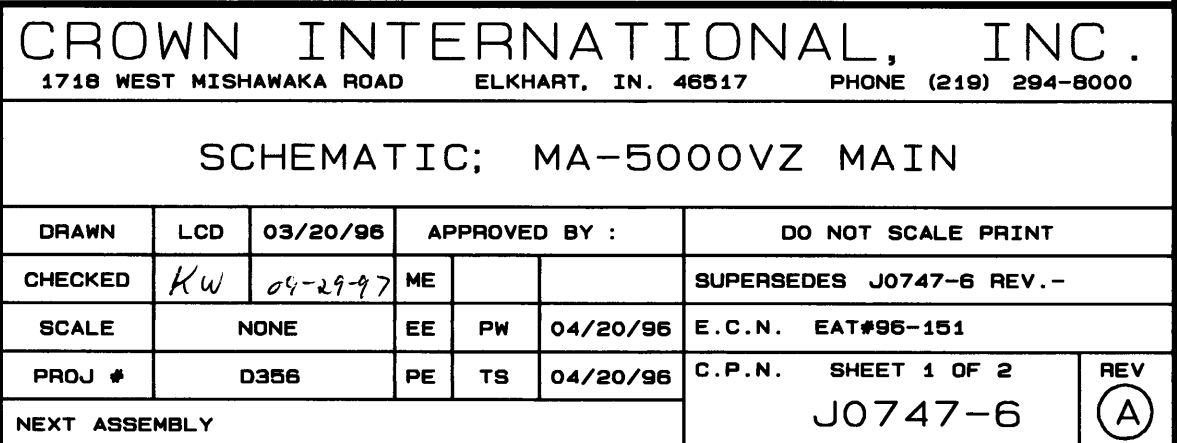 CROWN INTERNATIONAL, INC.
1718 WEST MISHAWAKA ROAD ELKHART, IN. 46517 PHONE (219) 294-8000
SCHEMATIC; MA-5000VZ MAIN
DRAWN LCD 03/20/96 APPROVED BY : DO NOT SCALE PRINT
CHECKED KW 04-29-97 ME SUPERSEDES J0747-6 REV.-
SCALE NONE EE PW 04/20/96 E.C.N. EAT#96-151
PROJ # D356 PE TS 04/20/96 C.P.N. SHEET 1 OF 2 REV
NEXT ASSEMBLY J0747-6 A